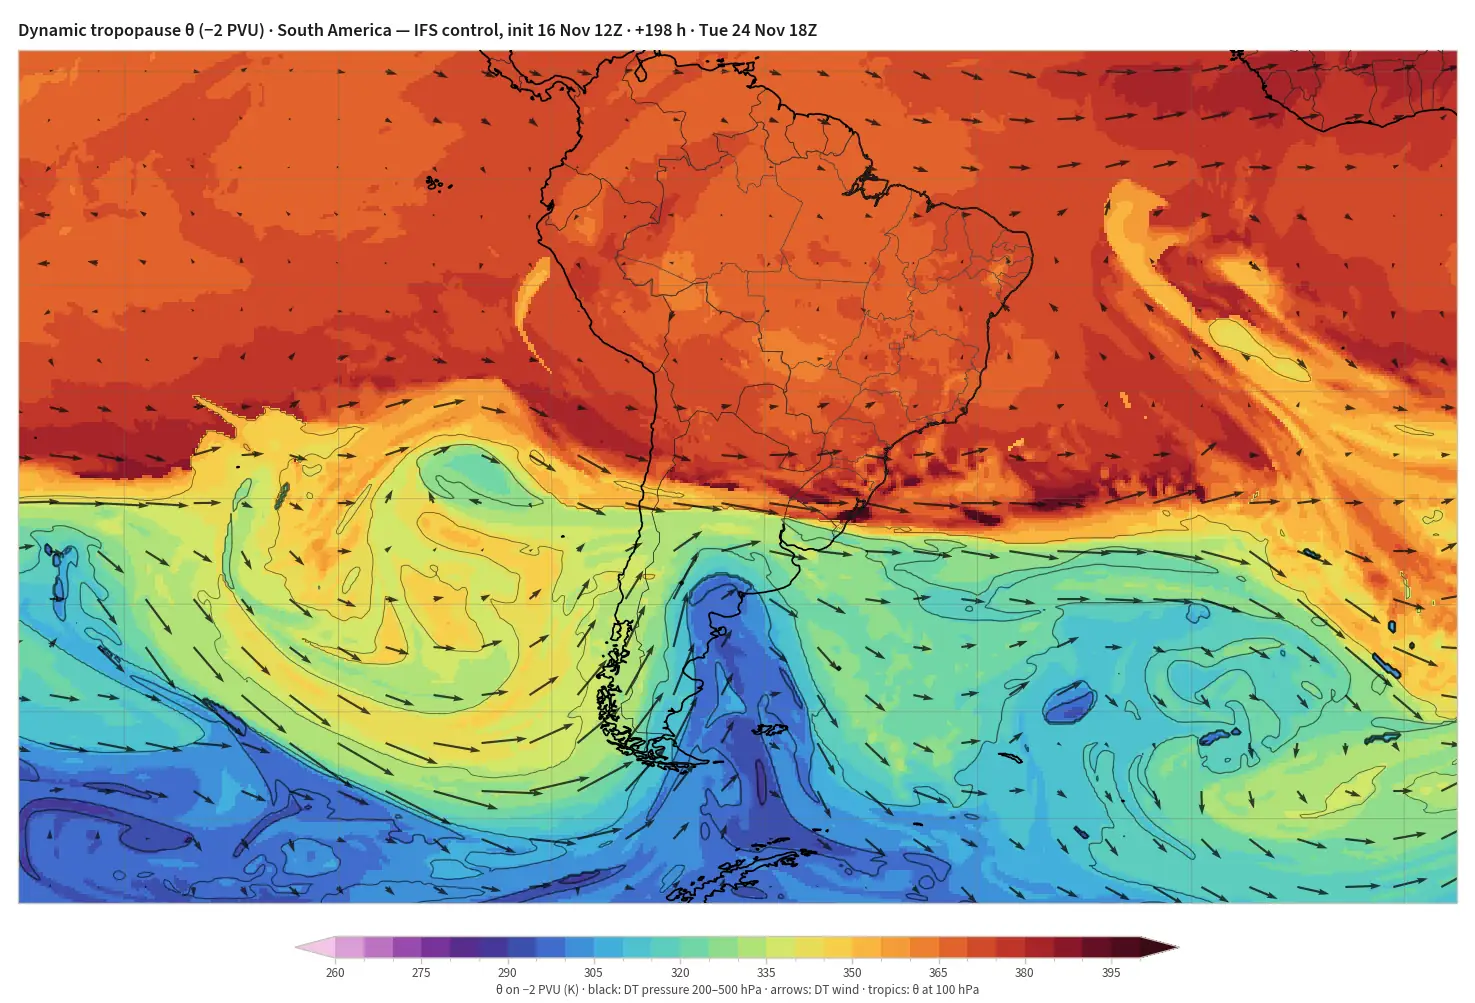 Dynamic tropopause θ (−2 PVU) · South America — IFS control, init 16 Nov 12Z · +198 h · Tue 24 Nov 18Z
260 275 290 305 320 335 350 365 380 395
θ on −2 PVU (K) · black: DT pressure 200–500 hPa · arrows: DT wind · tropics: θ at 100 hPa